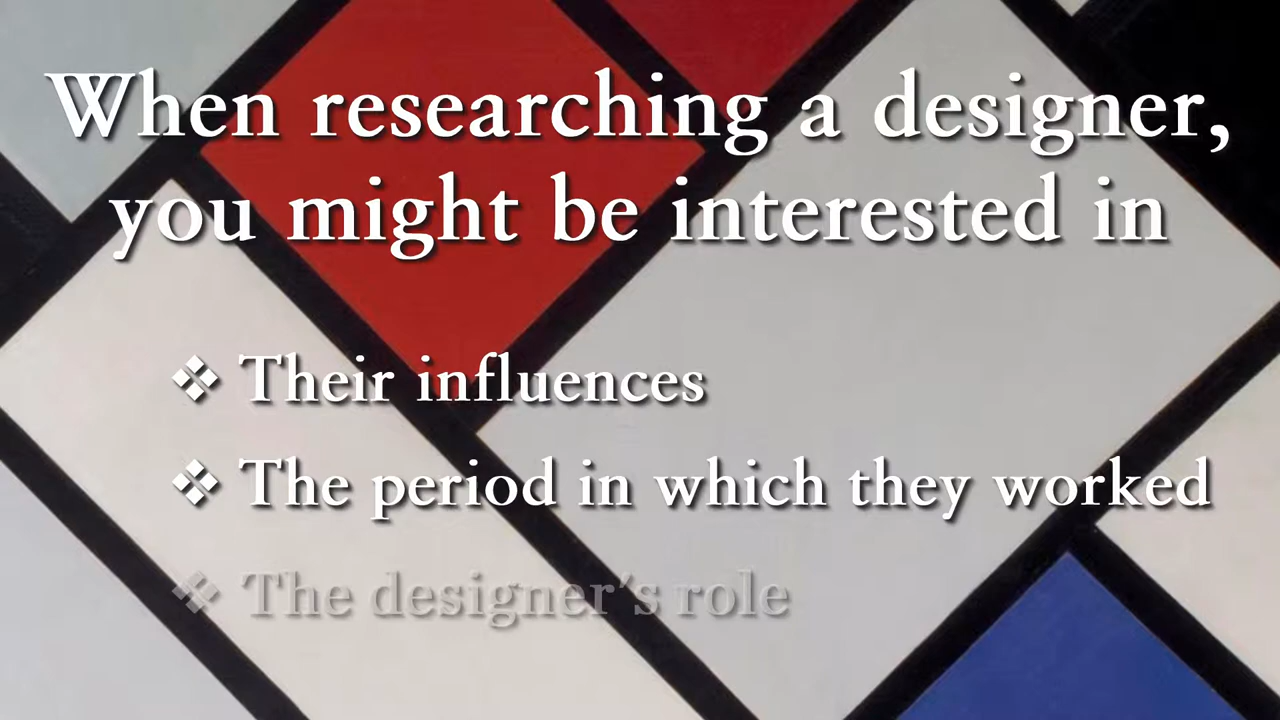 When researching a designer,
you might be interested in
❖ Their influences
❖ The period in which they worked
❖ The designer's role